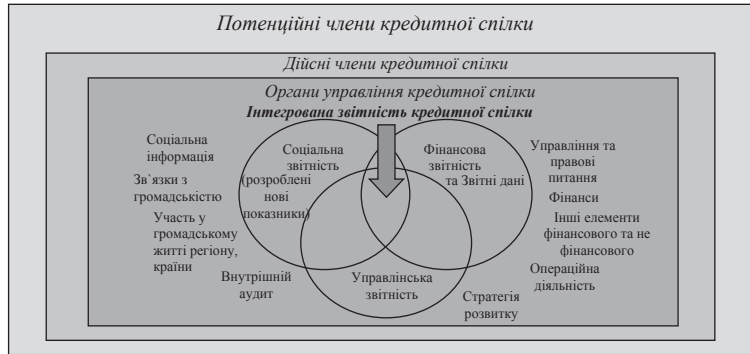 Потенційні члени кредитної спілки
Дійсні члени кредитної спілки
Органи управління кредитної спілки
Інтегрована звітність кредитної спілки
Соціальна
інформація
Зв`язки з
громадськістю
Участь у
громадському
житті регіону,
країни
Внутрішній
аудит
Соціальна
звітність
(розроблені
нові
показники)
Фінансова
звітність
та Звітні дані
Управлінська
звітність
Управління та
правові
питання
Фінанси
Інші елементи
фінансового та не
фінансового
Операційна
діяльність
Стратегія
розвитку